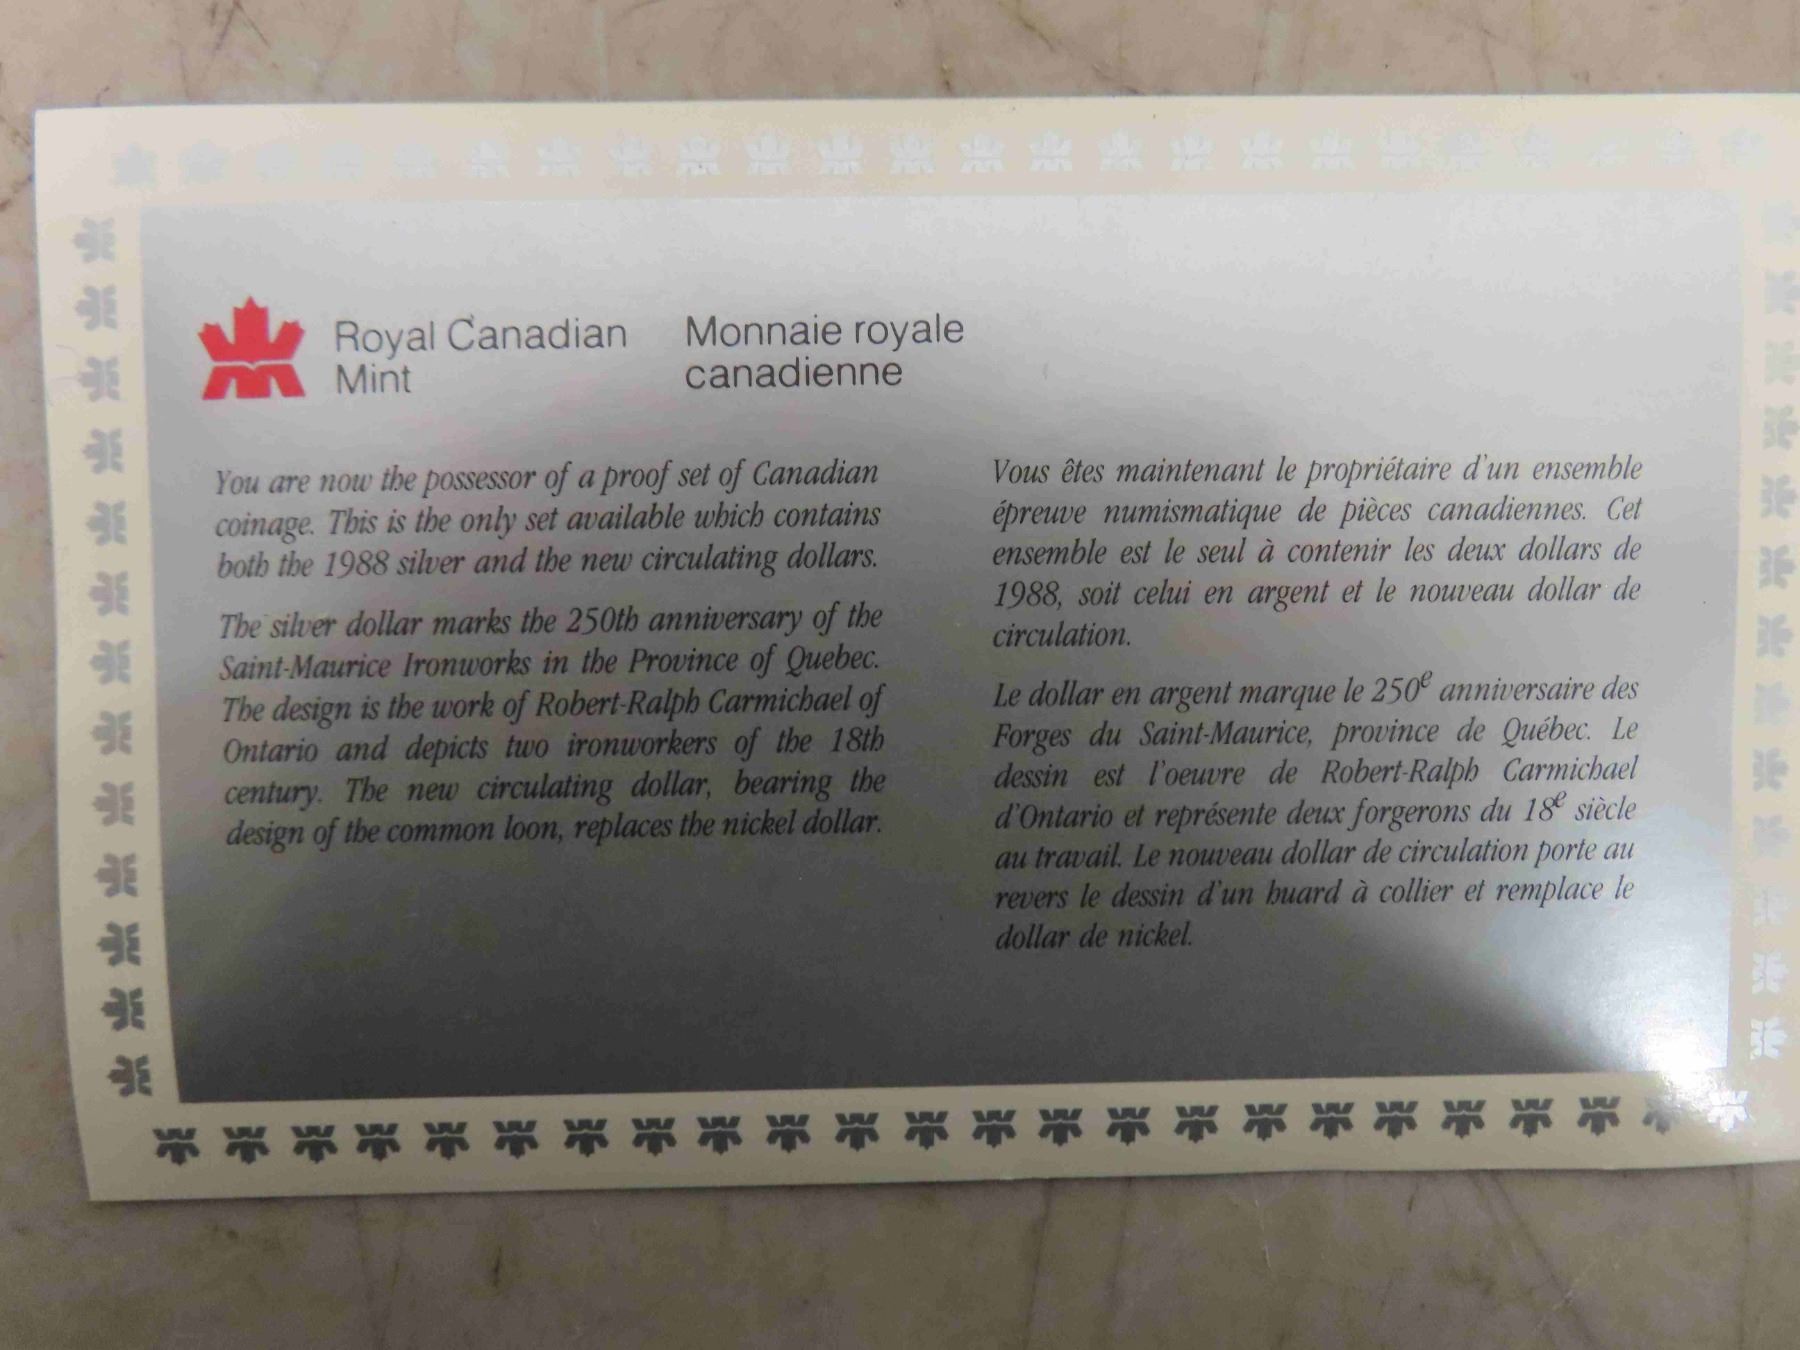 Royal Canadian
Mint
Monnaie royale
canadienne
You are now the possessor of a proof set of Canadian
coinage. This is the only set available which contains
both the 1988 silver and the new circulating dollars.
The silver dollar marks the 250th anniversary of the
Saint-Maurice Ironworks in the Province of Quebec.
The design is the work of Robert-Ralph Carmichael of
Ontario and depicts two ironworkers of the 18th
century. The new circulating dollar, bearing the
design of the common loon, replaces the nickel dollar.
Vous êtes maintenant le propriétaire d'un ensemble
épreuve numismatique de pièces canadiennes. Cet
ensemble est le seul à contenir les deux dollars de
1988, soit celui en argent et le nouveau dollar de
circulation.
Le dollar en argent marque le 250e anniversaire des
Forges du Saint-Maurice, province de Québec. Le
dessin est l'oeuvre de Robert-Ralph Carmichael
d'Ontario et représente deux forgerons du 18e siècle
au travail. Le nouveau dollar de circulation porte au
revers le dessin d'un huard à collier et remplace le
dollar de nickel.